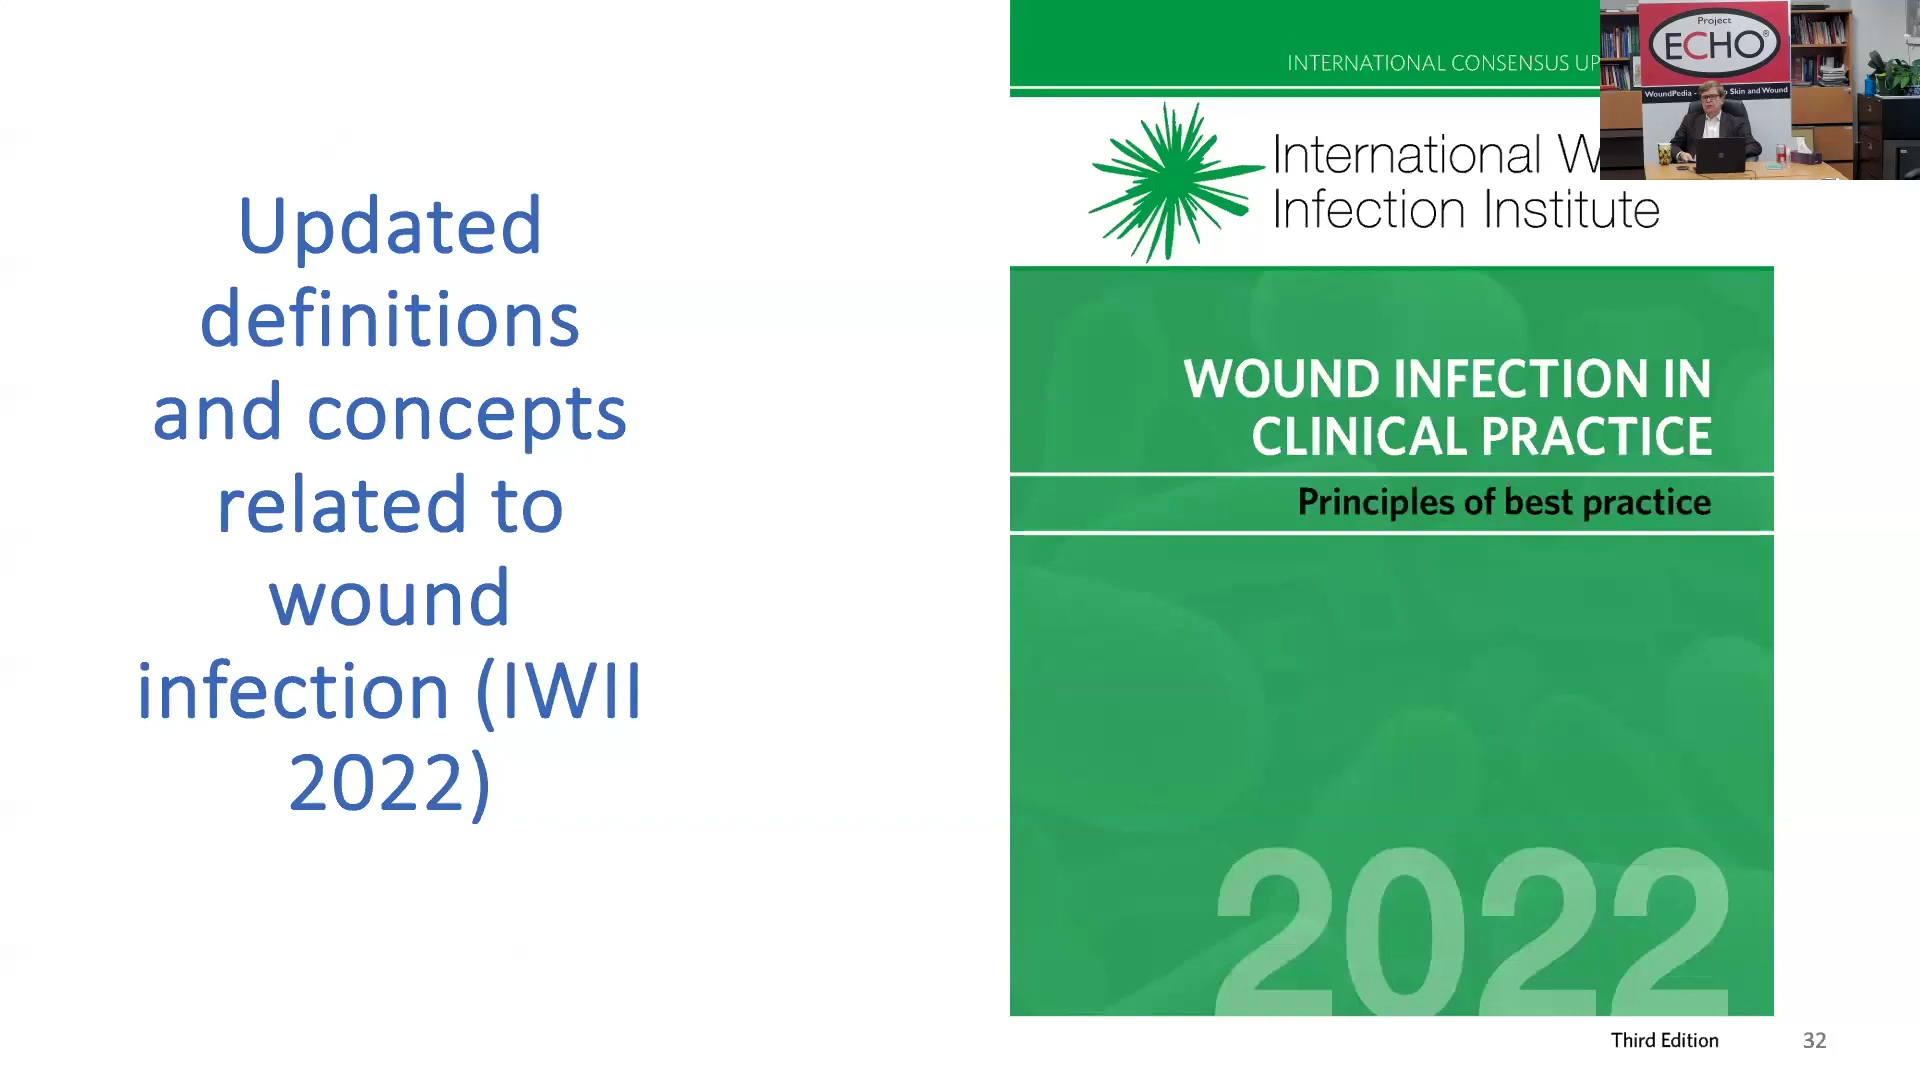 Updated
definitions
and concepts
related to
wound
infection (IWII
2022)
INTERNATIONAL CONSENSUS UP
International W
Infection Institute
WOUND INFECTION IN
CLINICAL PRACTICE
Principles of best practice
2022
Third Edition
32
Project
ECHO®
WoundPedia -
Skin and Wound